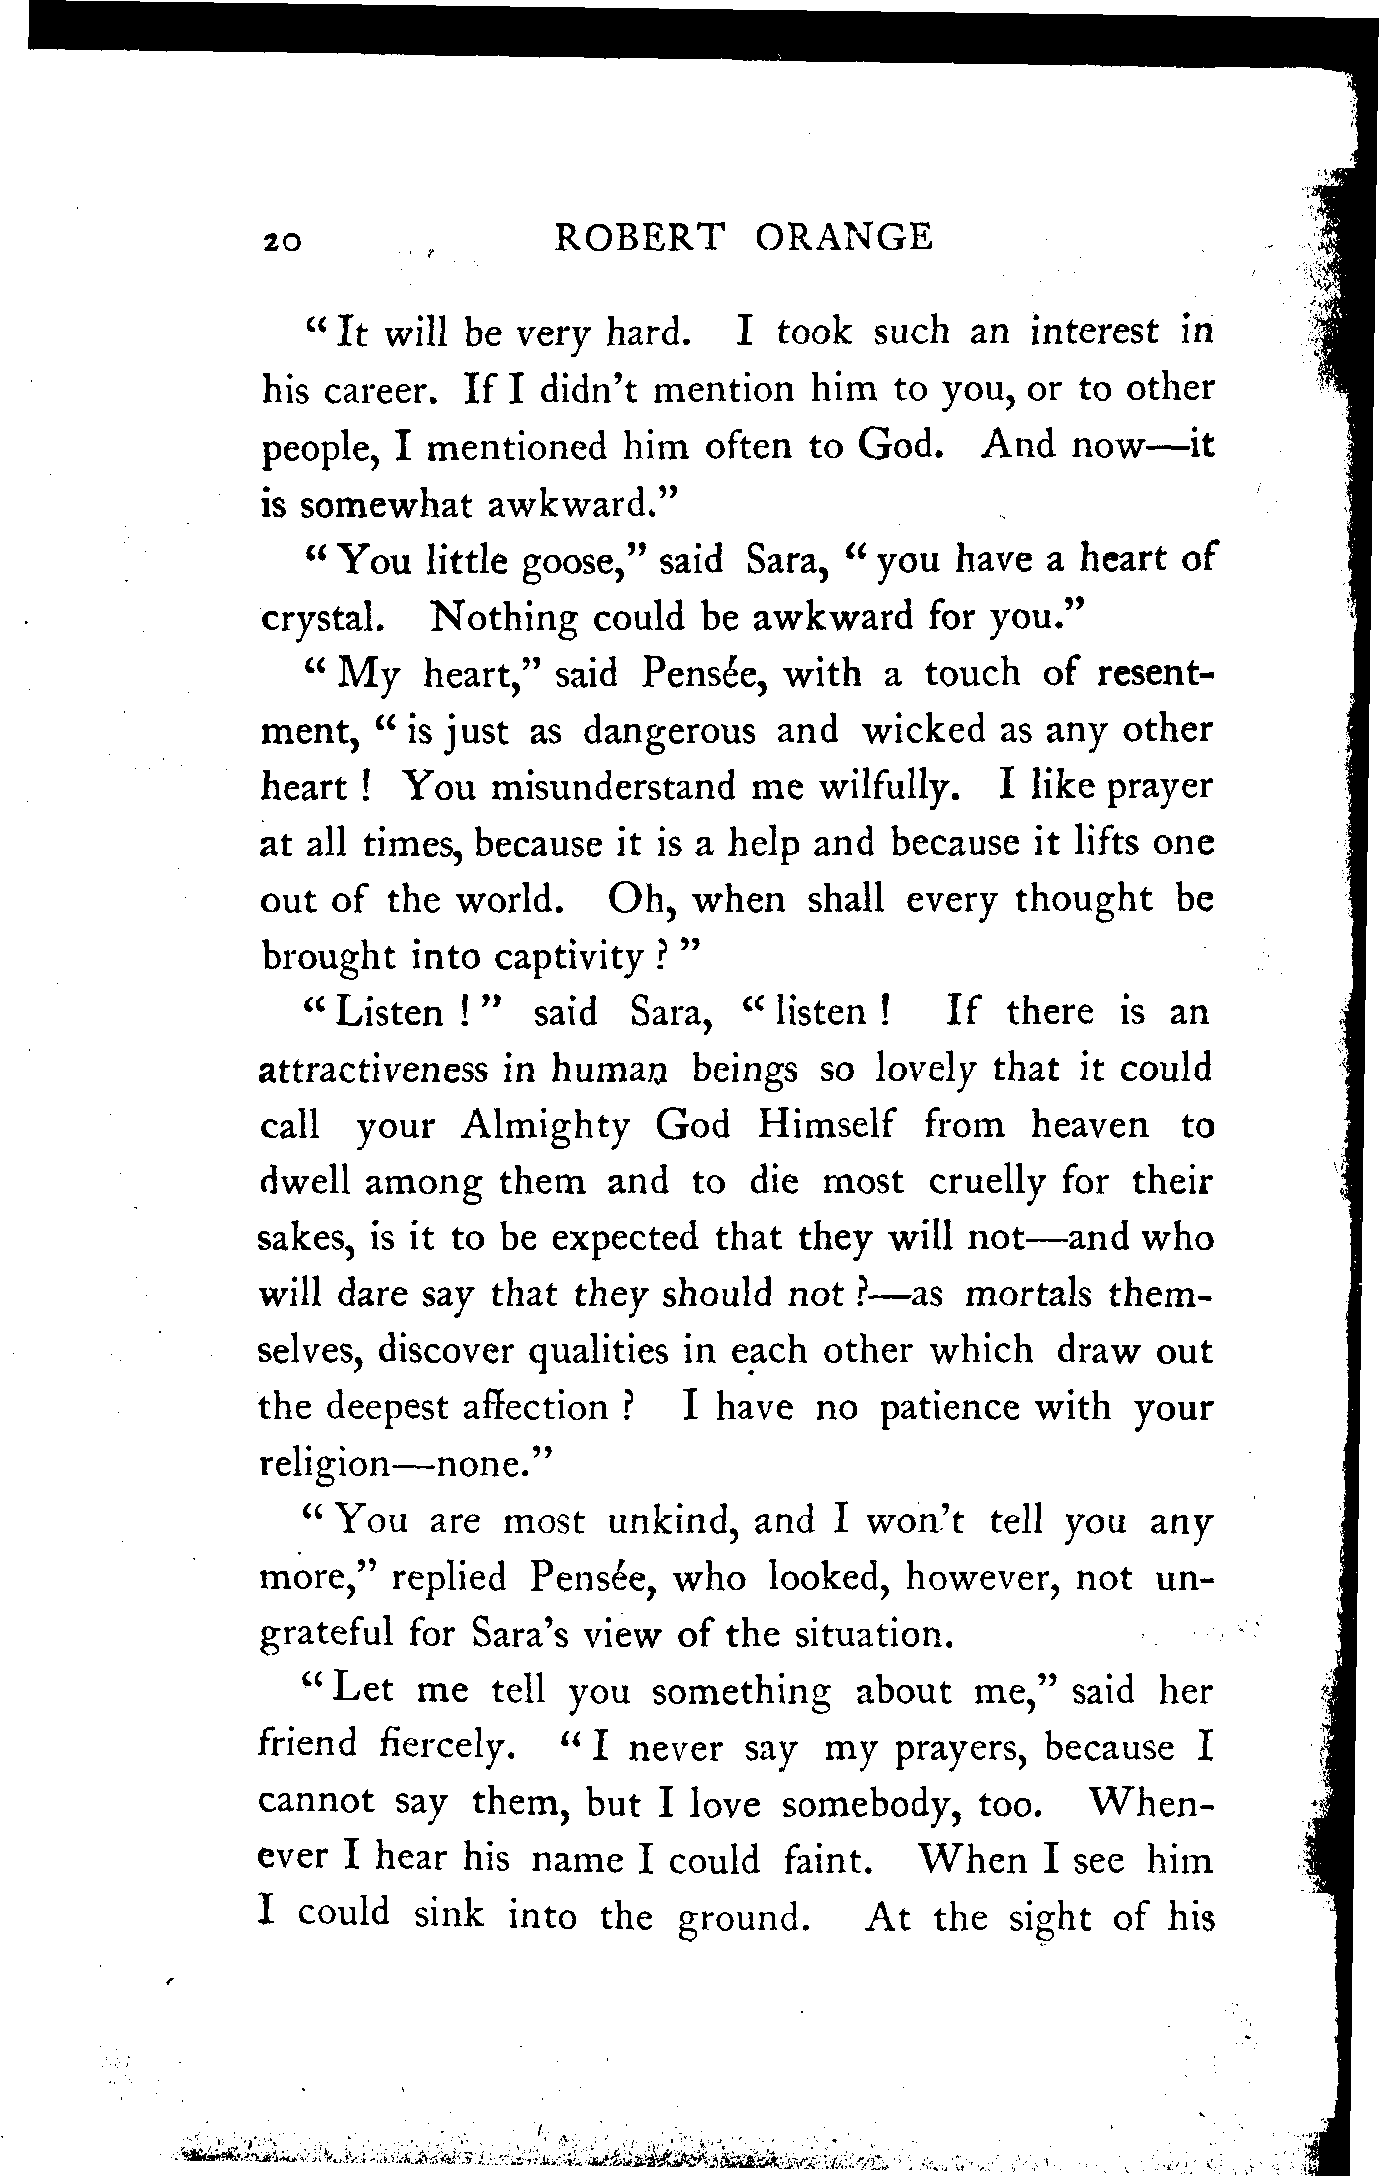 20 ROBERT ORANGE
“ It will be very hard. I took such an interest in
his career. If I didn’t mention him to you, or to other
people, I mentioned him often to God. And now—it
is somewhat awkward.”
“ You little goose,” said Sara, “ you have a heart of
crystal. Nothing could be awkward for you.”
“ My heart,” said Pensée, with a touch of resent-
ment, “ is just as dangerous and wicked as any other
heart ! You misunderstand me wilfully. I like prayer
at all times, because it is a help and because it lifts one
out of the world. Oh, when shall every thought be
brought into captivity ? ”
“ Listen ! ” said Sara, “ listen ! If there is an
attractiveness in human beings so lovely that it could
call your Almighty God Himself from heaven to
dwell among them and to die most cruelly for their
sakes, is it to be expected that they will not—and who
will dare say that they should not ?—as mortals them-
selves, discover qualities in each other which draw out
the deepest affection ? I have no patience with your
religion—none.”
“ You are most unkind, and I won’t tell you any
more,” replied Pensée, who looked, however, not un-
grateful for Sara’s view of the situation.
“ Let me tell you something about me,” said her
friend fiercely. “ I never say my prayers, because I
cannot say them, but I love somebody, too. When-
ever I hear his name I could faint. When I see him
I could sink into the ground. At the sight of his